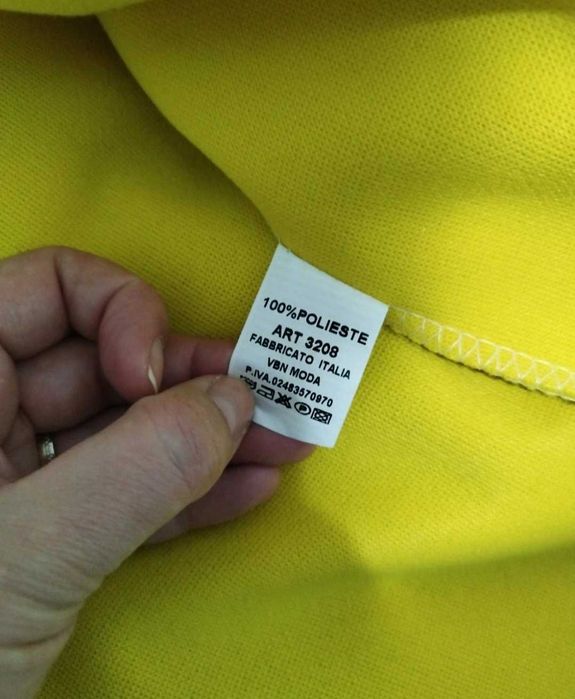 100%POLIESTE
ART 3208
FABBRICATO ITALIA
VBN MODA
P.IVA.02483570970